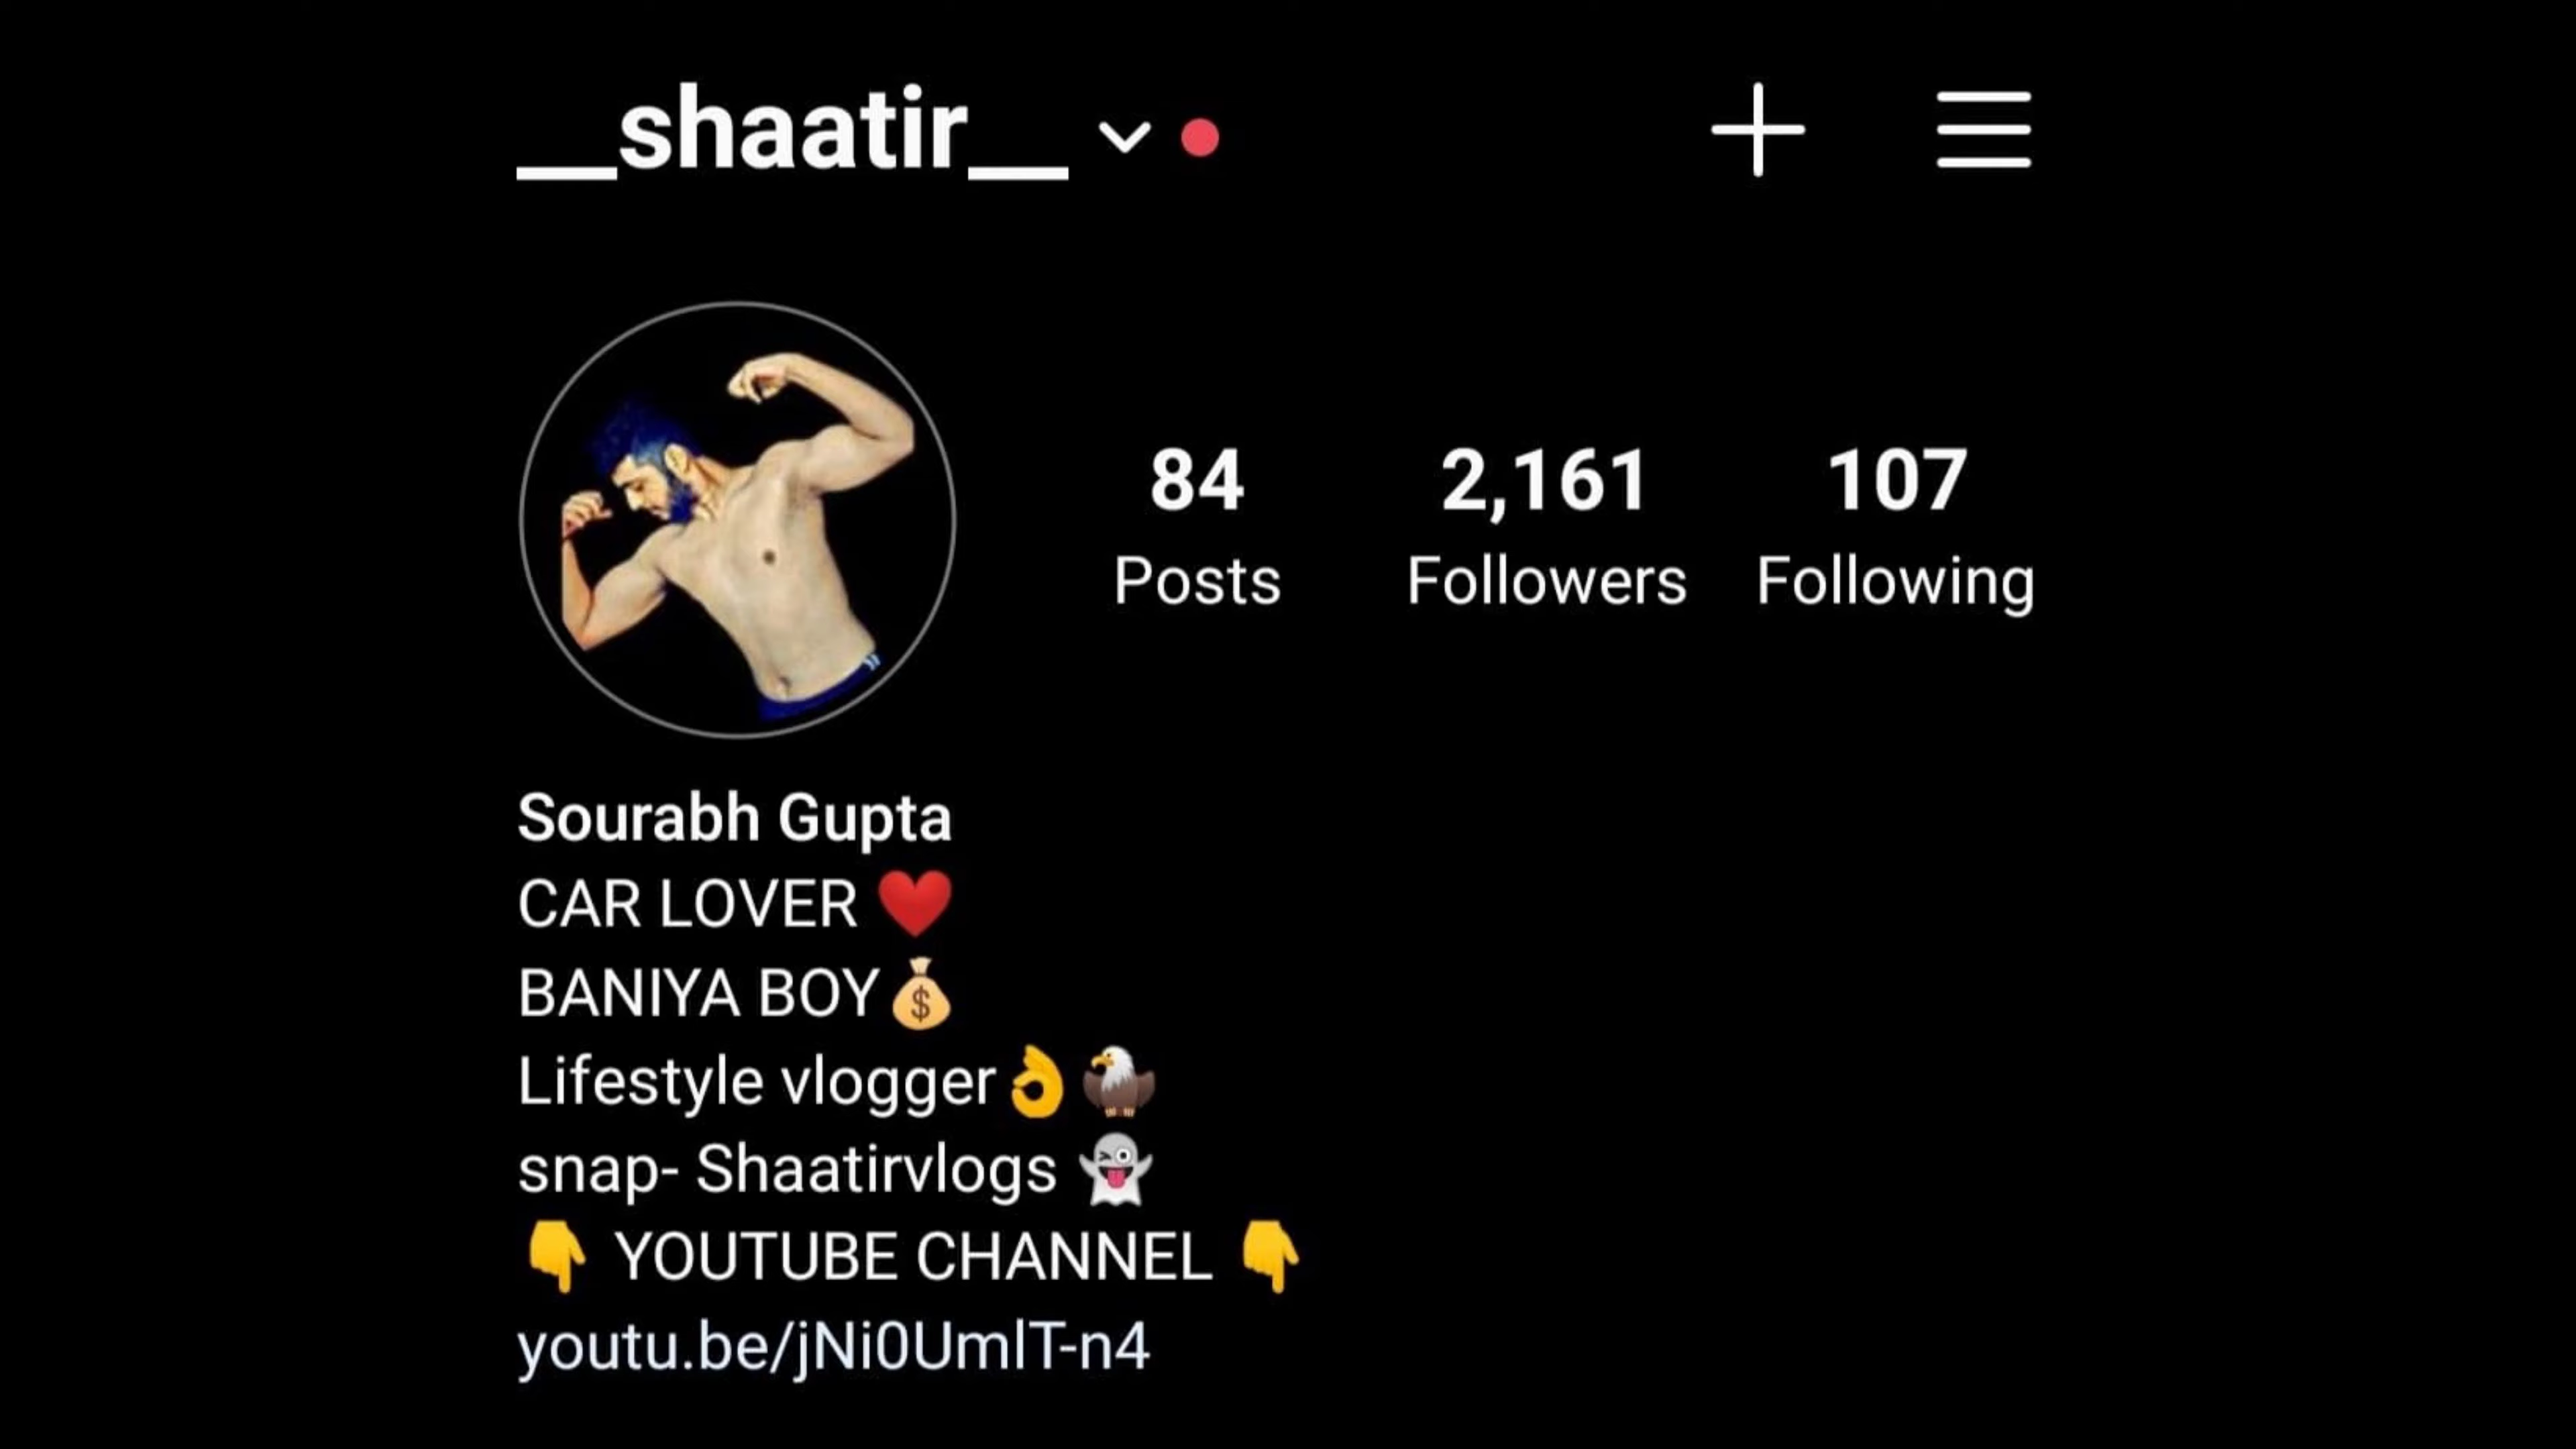 __shaatir__
84 2,161 107
Posts Followers Following
Sourabh Gupta
CAR LOVER ❤️
BANIYA BOY💰
Lifestyle vlogger👌🦅
snap- Shaatirvlogs 👻
👇 YOUTUBE CHANNEL 👇
youtu.be/jNi0UmlT-n4